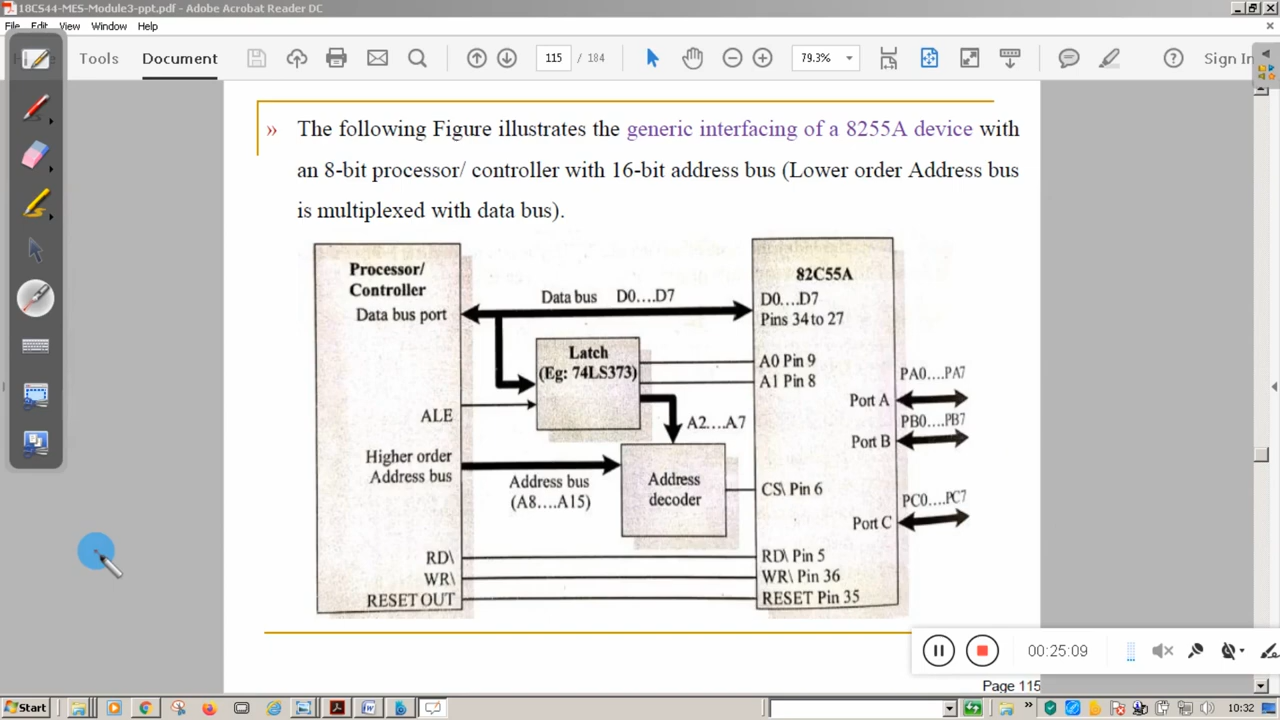 18CS44-MES-Module3-ppt.pdf - Adobe Acrobat Reader DC
File Edit View Window Help
Tools Document 115 / 184 79.3% Sign In
» The following Figure illustrates the generic interfacing of a 8255A device with
an 8-bit processor/ controller with 16-bit address bus (Lower order Address bus
is multiplexed with data bus).
Processor/
Controller
Data bus port
ALE
Higher order
Address bus
RD\
WR\
RESET OUT
Data bus D0....D7
Latch
(Eg: 74LS373)
A2....A7
Address bus
(A8....A15)
Address
decoder
82C55A
D0....D7
Pins 34 to 27
A0 Pin 9
A1 Pin 8
Port A
Port B
CS\ Pin 6
Port C
RD\ Pin 5
WR\ Pin 36
RESET Pin 35
PA0....PA7
PB0....PB7
PC0....PC7
00:25:09
Page 115
Start
10:32